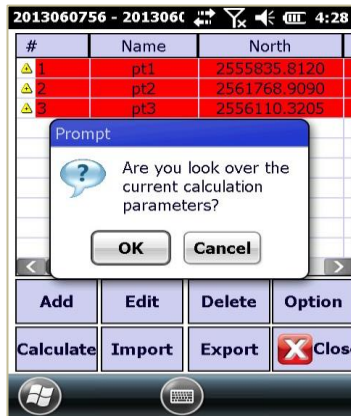 2013060756 - 201306( 4:28
# Name North
1 pt1 2555835.8120
2 pt2 2561768.9090
3 pt3 2556110.3205
Prompt
Are you look over the
current calculation
parameters?
OK Cancel
Add Edit Delete Option
Calculate Import Export Clos